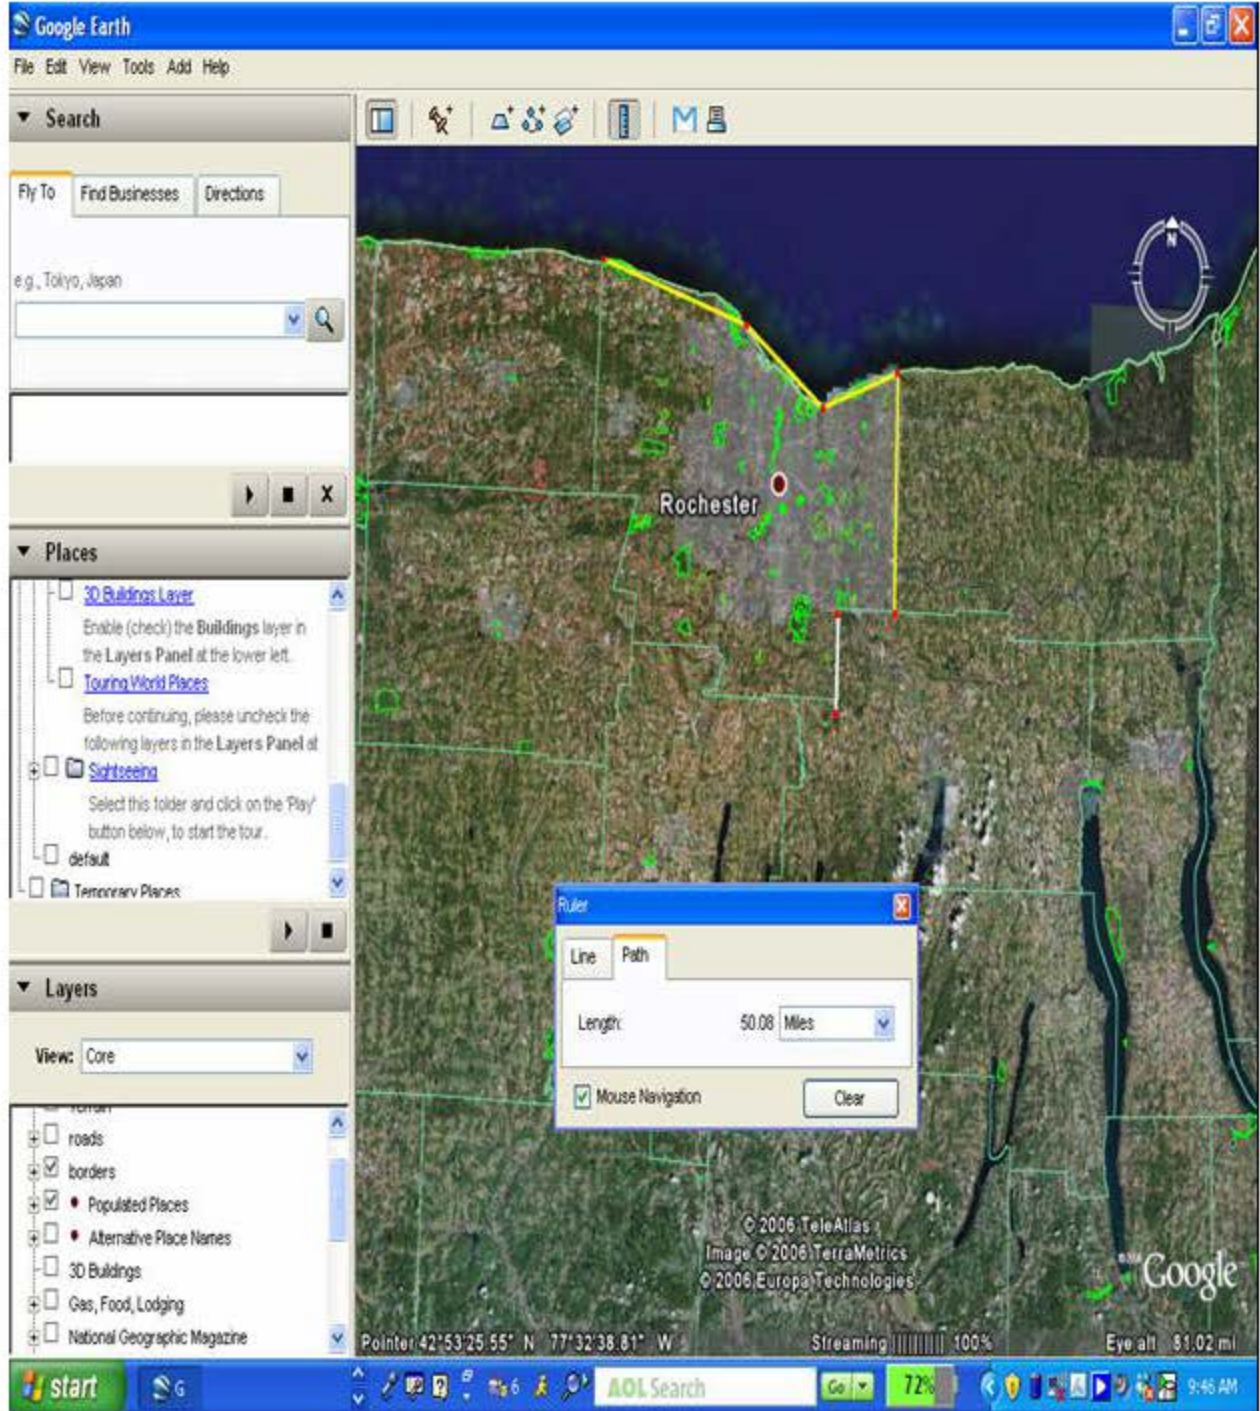 Google Earth
File Edit View Tools Add Help
Search
Fly To Find Businesses Directions
e.g., Tokyo, Japan
Places
3D Buildings Layer
Enable (check) the Buildings layer in
the Layers Panel at the lower left.
Touring World Places
Before continuing, please uncheck the
following layers in the Layers Panel at
Sightseeing
Select this folder and click on the 'Play'
button below, to start the tour.
default
Temporary Places
Layers
View: Core
Terrain
roads
borders
Populated Places
Alternative Place Names
3D Buildings
Gas, Food, Lodging
National Geographic Magazine
N
Rochester
Ruler
Line Path
Length: 50.08 Miles
Mouse Navigation Clear
© 2006 TeleAtlas
Image © 2006 TerraMetrics
© 2006 Europa Technologies
Google
Pointer 42°53'25.55" N 77°32'38.81" W Streaming 100% Eye alt 81.02 mi
start G 6 AOL Search Go 72% 9:46 AM